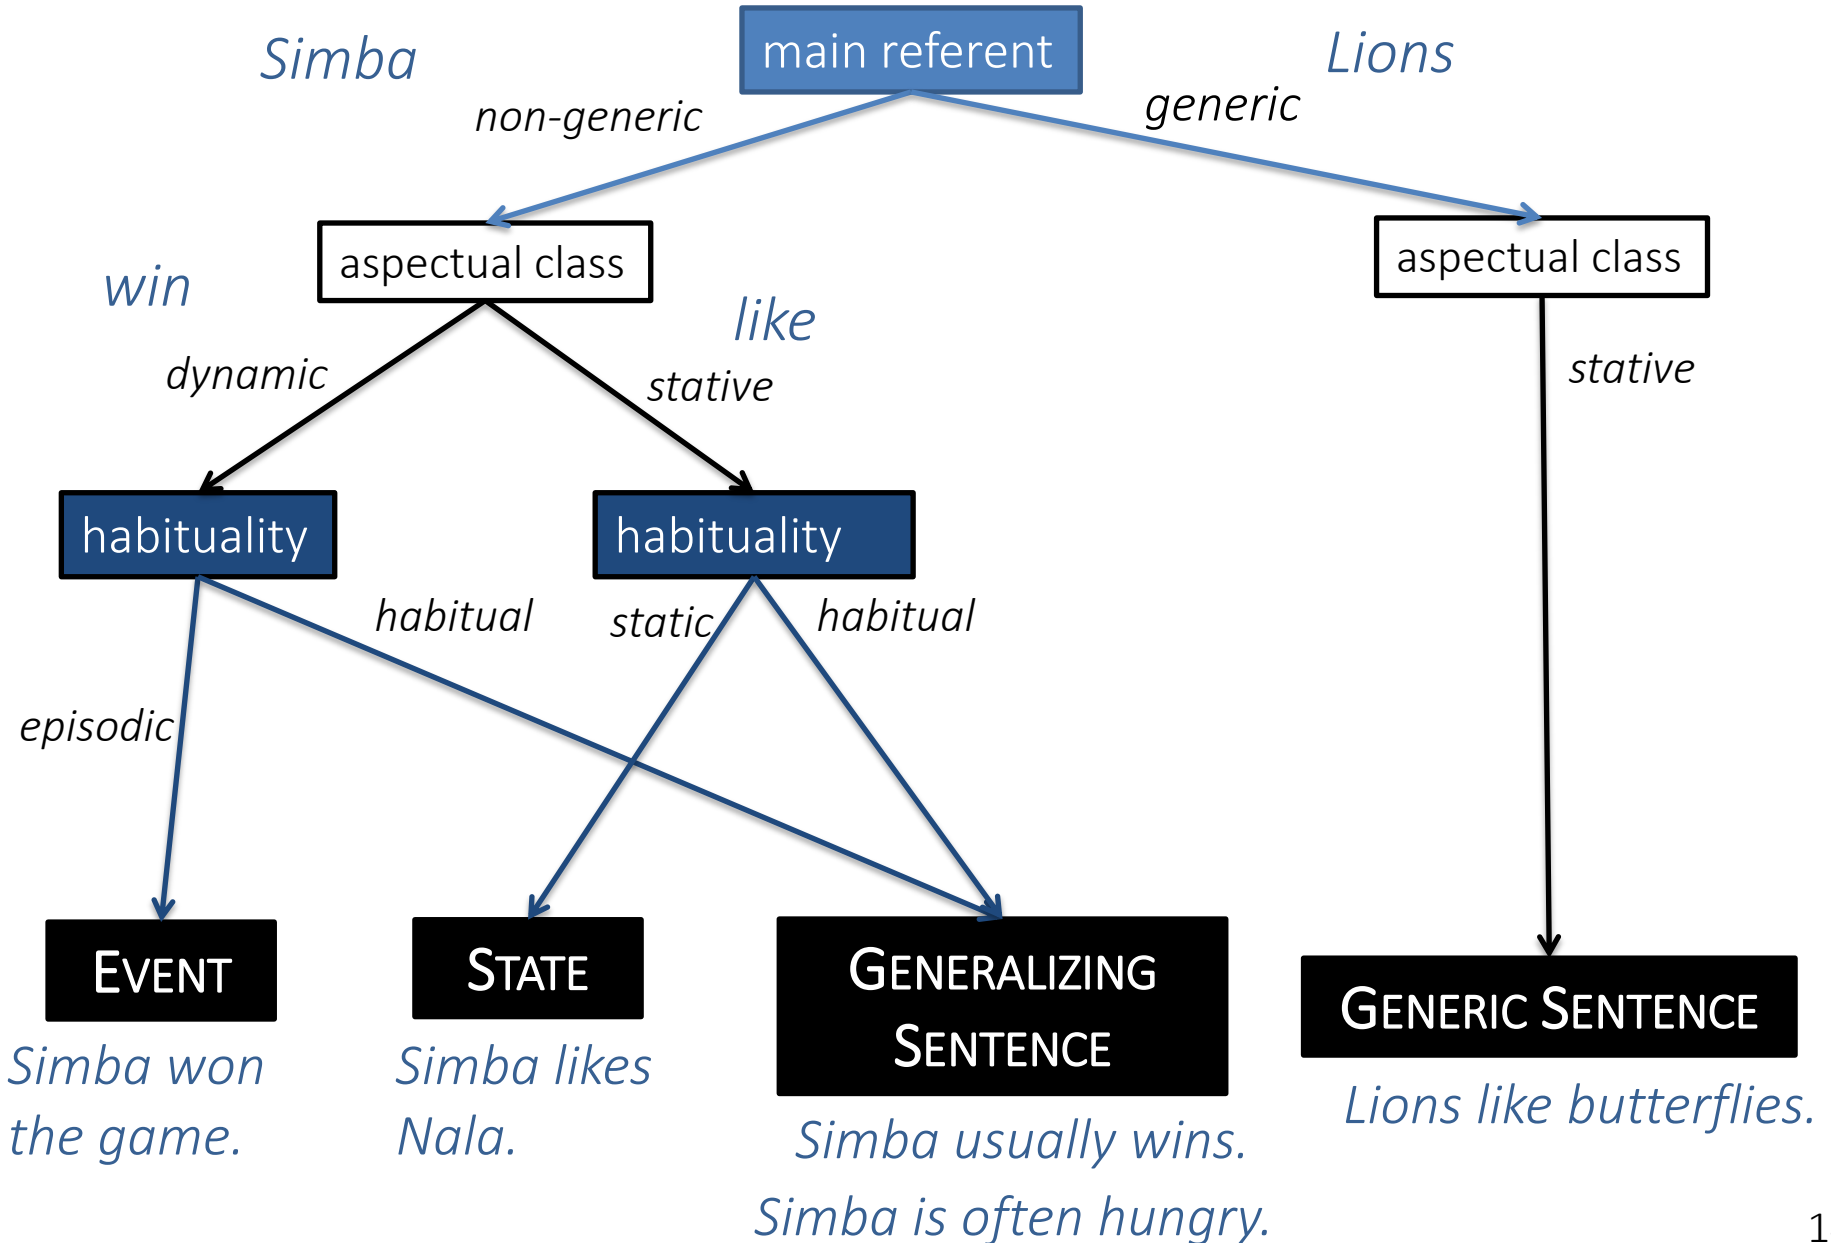 Simba
main referent
Lions
non-generic
generic
aspectual class
aspectual class
win
like
dynamic
stative
stative
habituality
habituality
habitual
static
habitual
episodic
EVENT
STATE
GENERALIZING
SENTENCE
GENERIC SENTENCE
Simba won
the game.
Simba likes
Nala.
Simba usually wins.
Simba is often hungry.
Lions like butterflies.
1